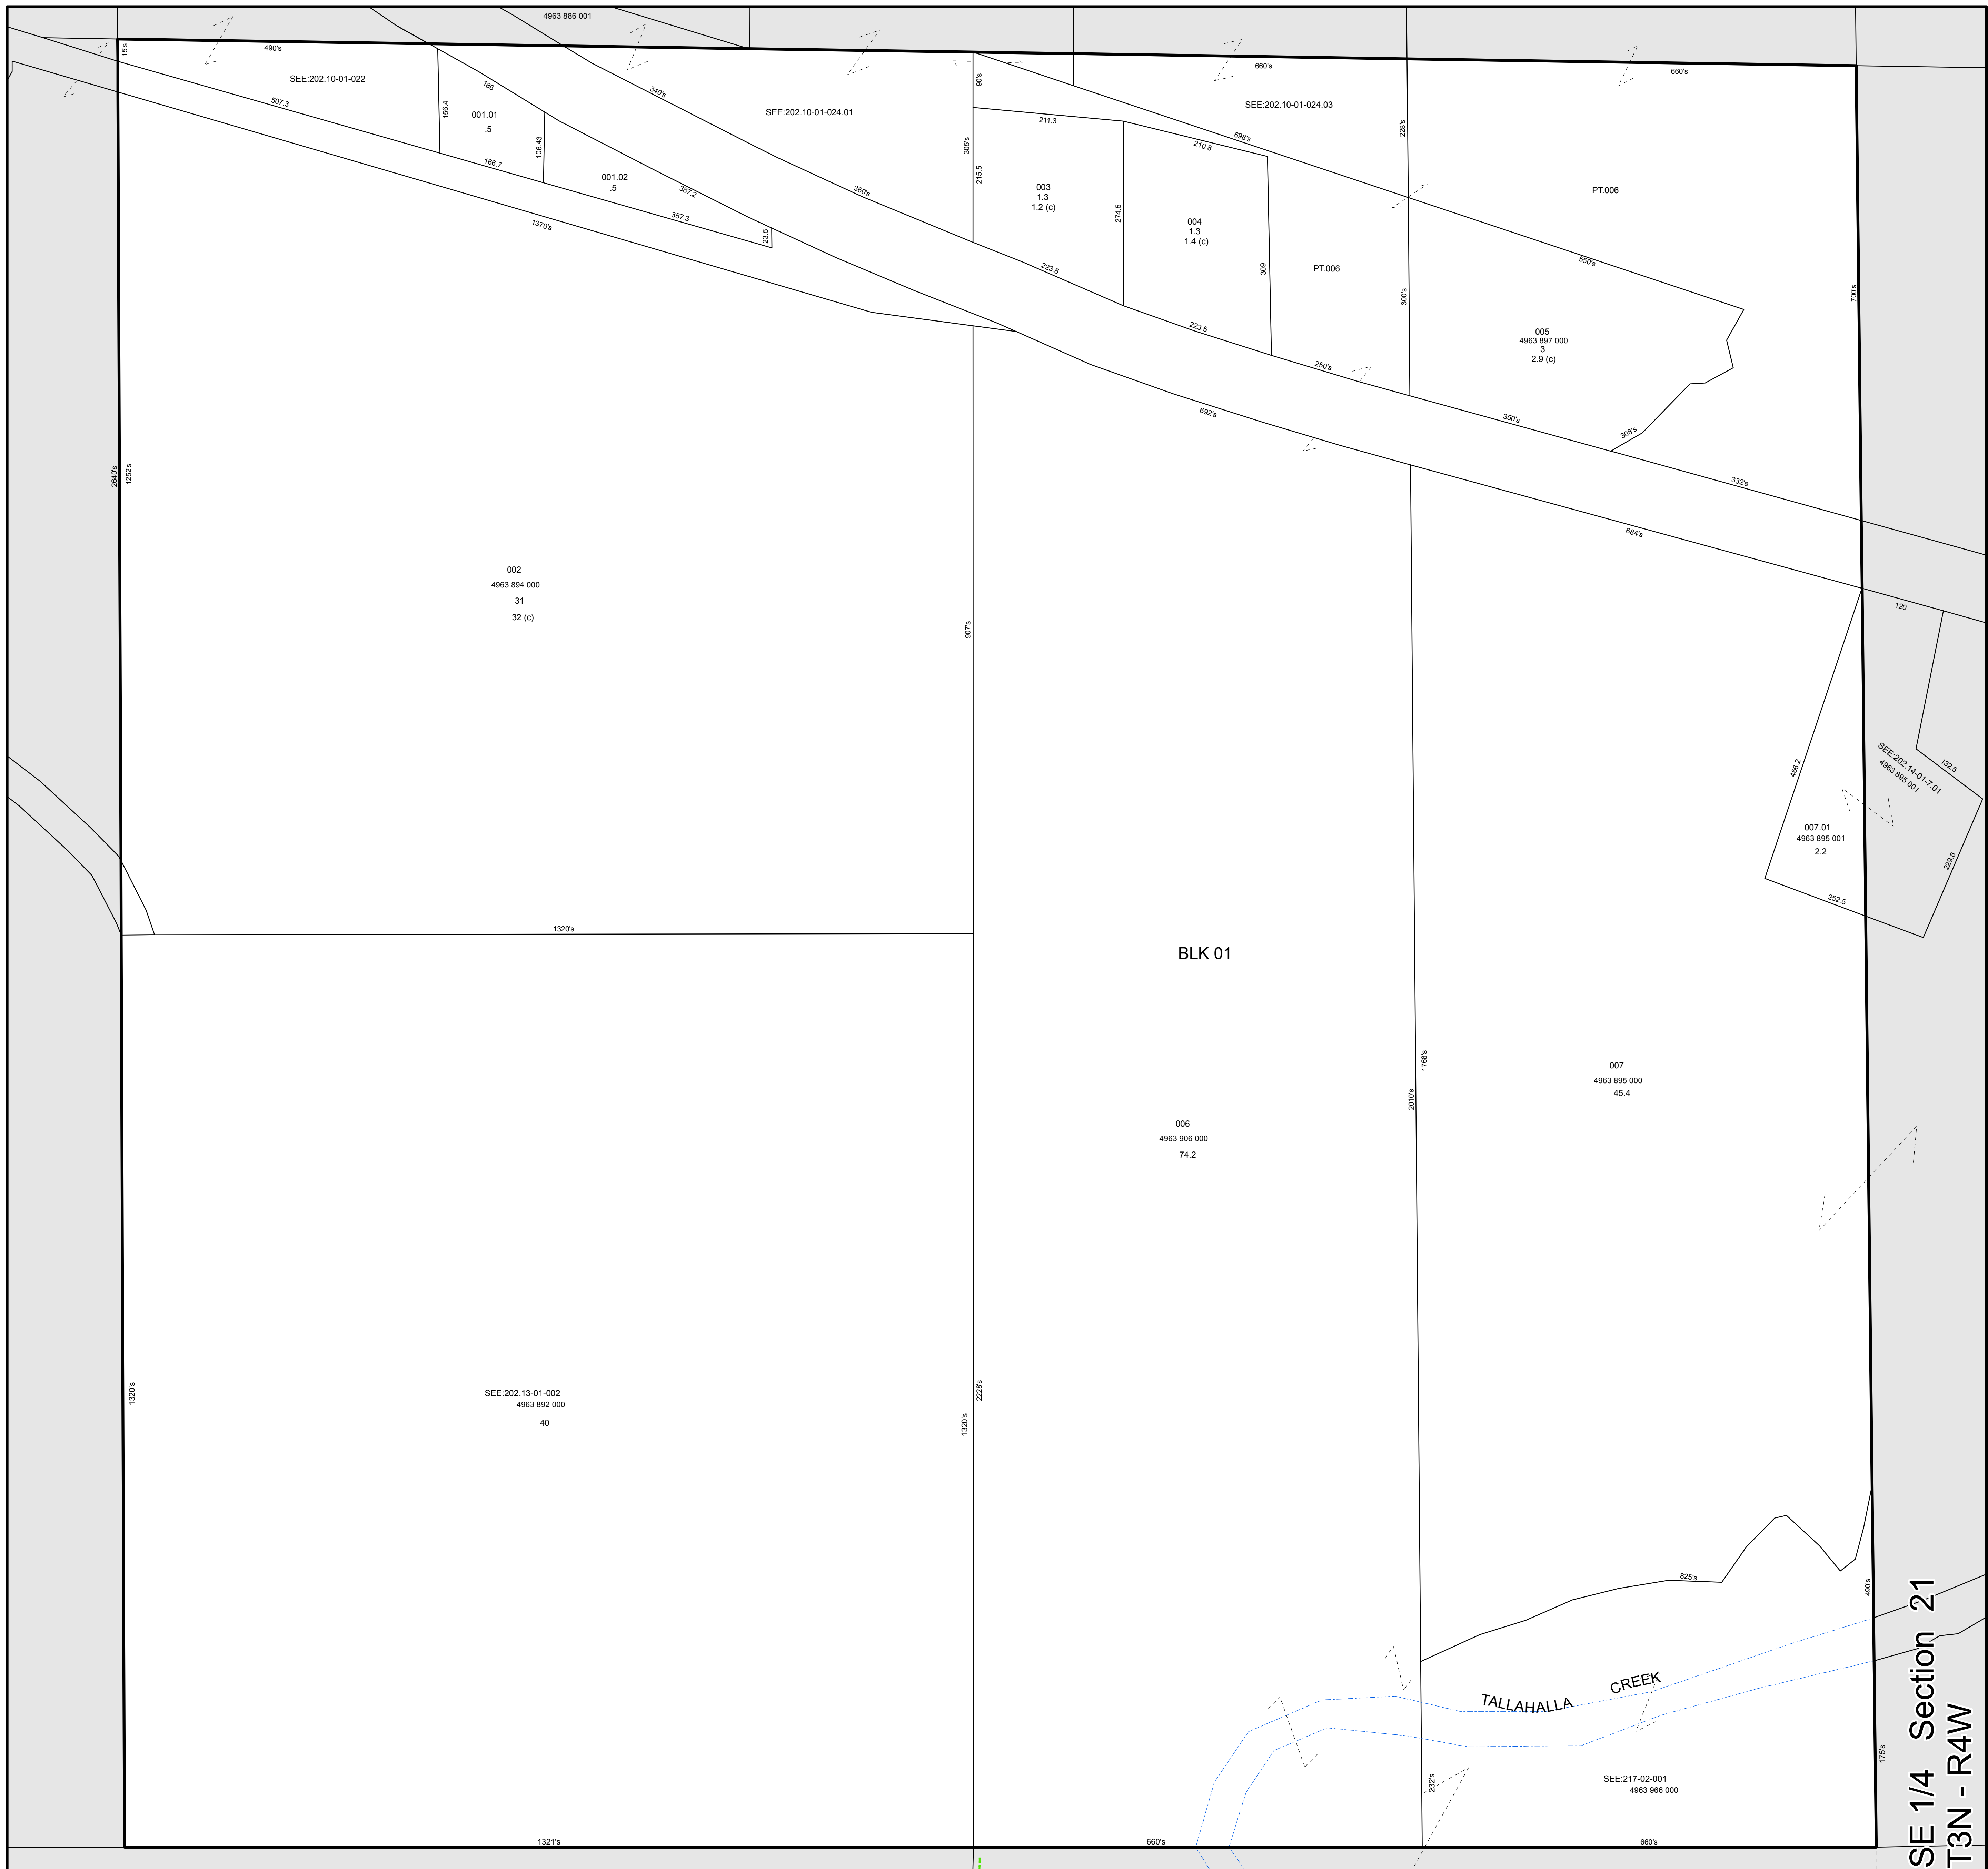 4963 886 001
15's
490's
SEE:202.10-01-022
507.3
156.4
186
001.01
.5
166.7
106.43
001.02
.5
387.2
357.3
23.5
1370's
340's
SEE:202.10-01-024.01
360's
90's
305's
215.5
211.3
003
1.3
1.2 (c)
223.5
274.5
210.8
004
1.3
1.4 (c)
223.5
309
660's
SEE:202.10-01-024.03
698's
228's
660's
PT.006
PT.006
300's
250's
550's
700's
005
4963 897 000
3
2.9 (c)
350's
308's
332's
692's
684's
120
2640's
1252's
002
4963 894 000
31
32 (c)
907's
466.2
SEE:202.14-01-7.01
4963 895 001
132.5
007.01
4963 895 001
2.2
229.6
252.5
1320's
BLK 01
1768's
2010's
007
4963 895 000
45.4
006
4963 906 000
74.2
1320's
SEE:202.13-01-002
4963 892 000
40
2228's
1320's
825's
490's
TALLAHALLA CREEK
232's
SEE:217-02-001
4963 966 000
175's
1321's
660's
660's
SE 1/4 Section 21
T3N - R4W